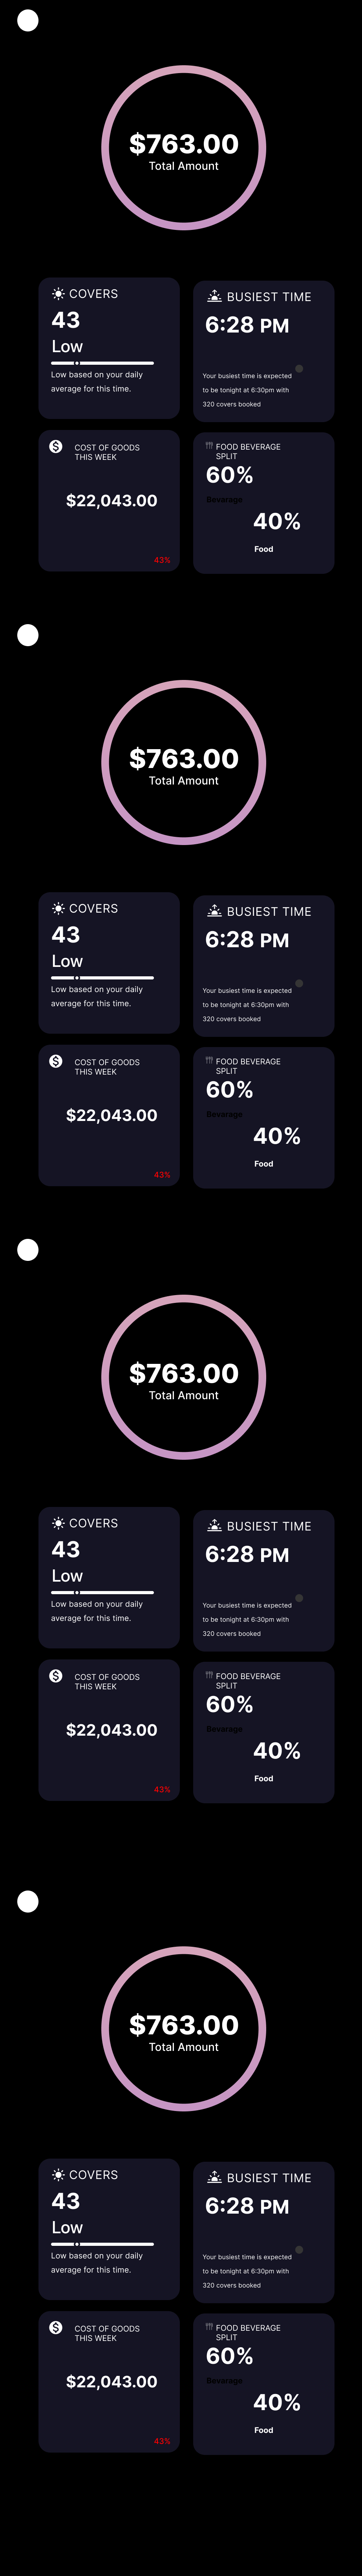 $763.00
Total Amount
COVERS
43
Low
Low based on your daily
average for this time.
BUSIEST TIME
6:28 PM
Your busiest time is expected
to be tonight at 6:30pm with
320 covers booked
COST OF GOODS
THIS WEEK
$22,043.00
43%
FOOD BEVERAGE
SPLIT
60%
Bevarage
40%
Food
$763.00
Total Amount
COVERS
43
Low
Low based on your daily
average for this time.
BUSIEST TIME
6:28 PM
Your busiest time is expected
to be tonight at 6:30pm with
320 covers booked
COST OF GOODS
THIS WEEK
$22,043.00
43%
FOOD BEVERAGE
SPLIT
60%
Bevarage
40%
Food
$763.00
Total Amount
COVERS
43
Low
Low based on your daily
average for this time.
BUSIEST TIME
6:28 PM
Your busiest time is expected
to be tonight at 6:30pm with
320 covers booked
COST OF GOODS
THIS WEEK
$22,043.00
43%
FOOD BEVERAGE
SPLIT
60%
Bevarage
40%
Food
$763.00
Total Amount
COVERS
43
Low
Low based on your daily
average for this time.
BUSIEST TIME
6:28 PM
Your busiest time is expected
to be tonight at 6:30pm with
320 covers booked
COST OF GOODS
THIS WEEK
$22,043.00
43%
FOOD BEVERAGE
SPLIT
60%
Bevarage
40%
Food